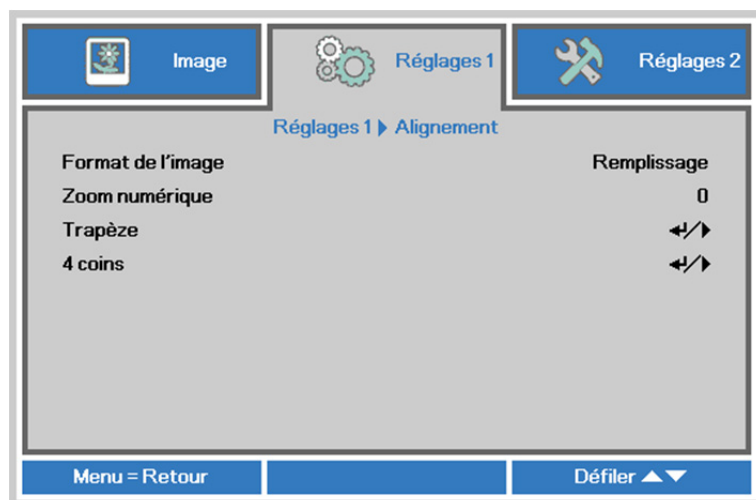 Image
Réglages 1
Réglages 2
Réglages 1 ▶ Alignement
Format de l'image Remplissage
Zoom numérique 0
Trapèze ↵/▶
4 coins ↵/▶
Menu = Retour
Défiler ▲▼